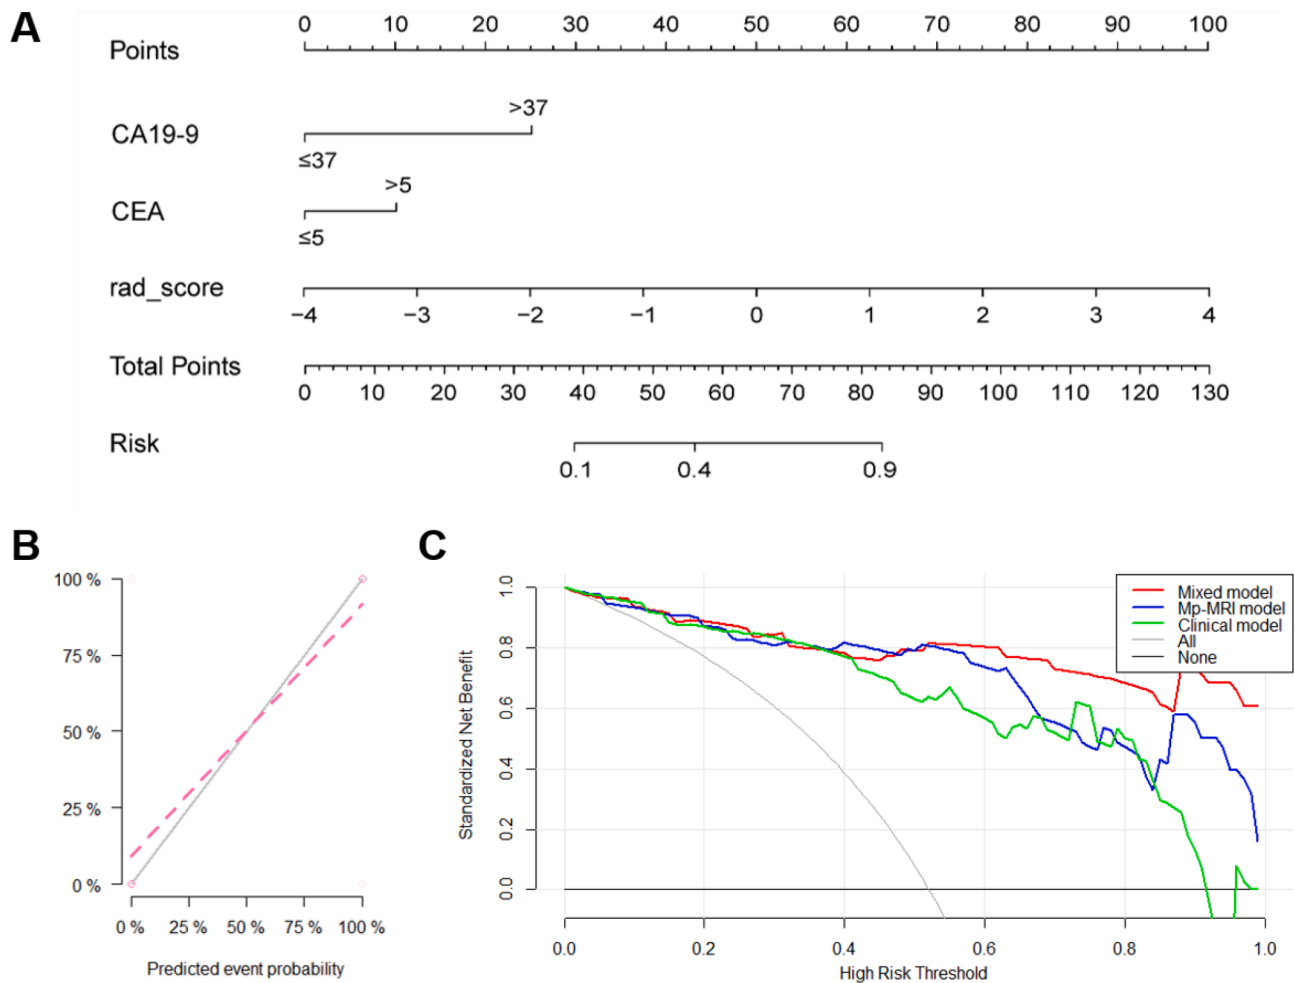 A
Points
0 10 20 30 40 50 60 70 80 90 100
>37
CA19-9
≤37
>5
CEA
≤5
rad_score
−4 −3 −2 −1 0 1 2 3 4
Total Points
0 10 20 30 40 50 60 70 80 90 100 110 120 130
Risk
0.1 0.4 0.9
B
100 %
75 %
50 %
25 %
0 %
0 % 25 % 50 % 75 % 100 %
Predicted event probability
C
Standardized Net Benefit
1.0
0.8
0.6
0.4
0.2
0.0
Mixed model
Mp-MRI model
Clinical model
All
None
0.0 0.2 0.4 0.6 0.8 1.0
High Risk Threshold